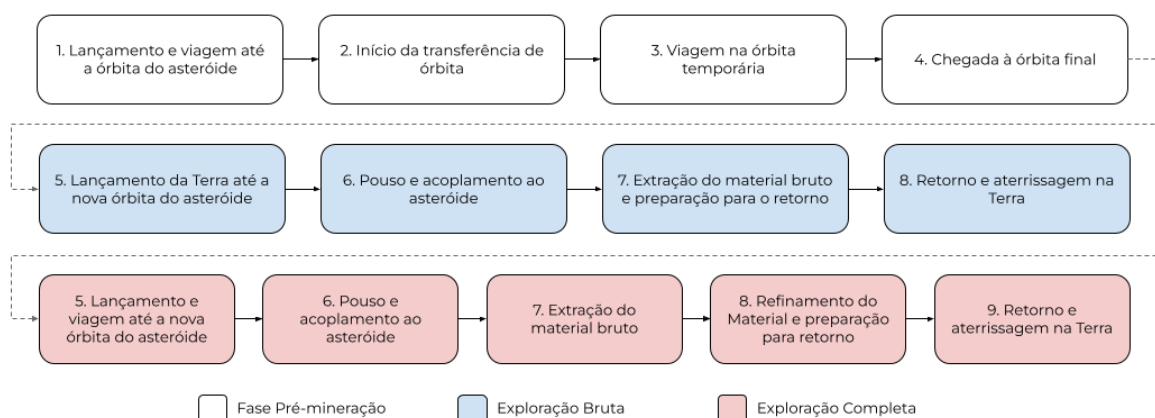 1. Lançamento e viagem até
a órbita do asteróide
2. Início da transferência de
órbita
3. Viagem na órbita
temporária
4. Chegada à órbita final
5. Lançamento da Terra até a
nova órbita do asteróide
6. Pouso e acoplamento ao
asteróide
7. Extração do material bruto
e preparação para o retorno
8. Retorno e aterrissagem na
Terra
5. Lançamento e
viagem até a nova
órbita do asteróide
6. Pouso e
acoplamento ao
asteróide
7. Extração do
material bruto
8. Refinamento do
Material e preparação
para retorno
9. Retorno e
aterrissagem na Terra
Fase Pré-mineração
Exploração Bruta
Exploração Completa